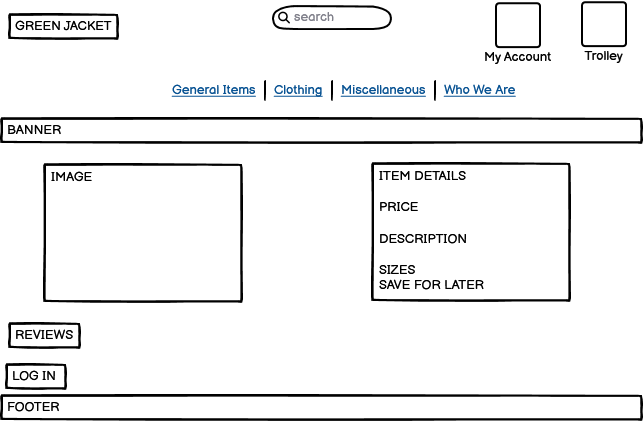 GREEN JACKET
search
My Account
Trolley
General Items | Clothing | Miscellaneous | Who We Are
BANNER
IMAGE
ITEM DETAILS
PRICE
DESCRIPTION
SIZES
SAVE FOR LATER
REVIEWS
LOG IN
FOOTER